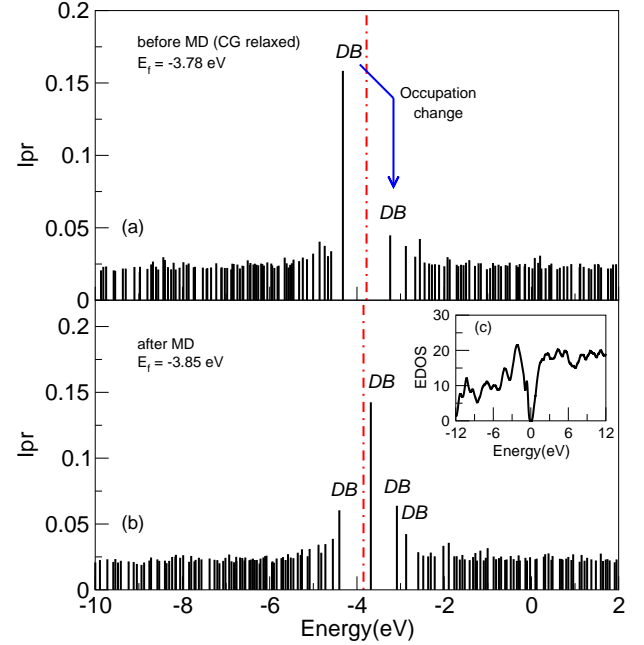 0.2
before MD (CG relaxed)
E_f = -3.78 eV
DB
Occupation
change
0.15
Ipr
0.1
DB
0.05
(a)
0
0.2
after MD
E_f = -3.85 eV
(c)
30
20
10
0
EDOS
-12 -6 0 6 12
Energy(eV)
DB
0.15
Ipr
0.1
DB
DB
DB
0.05
(b)
0
-10 -8 -6 -4 -2 0 2
Energy(eV)